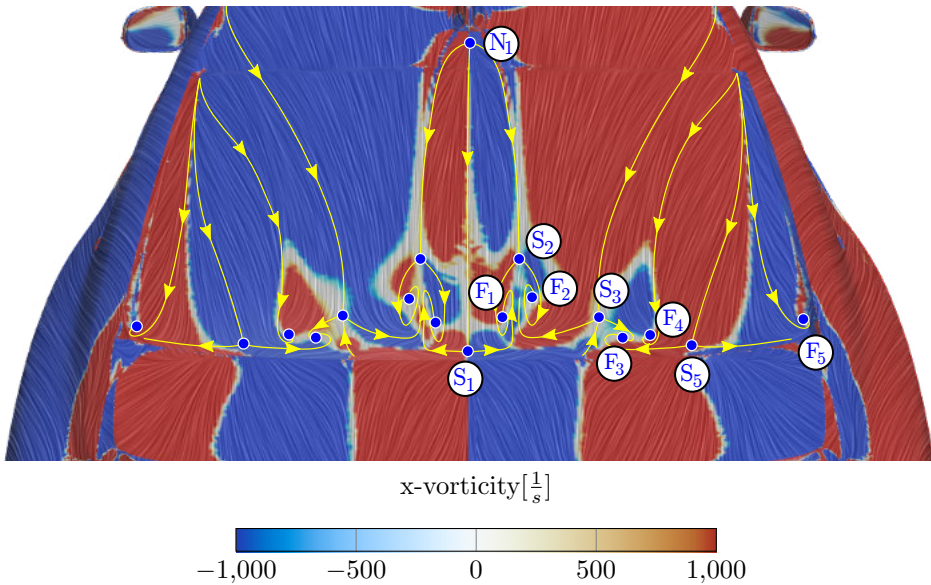 N₁
S₂
F₁ F₂
S₃
F₄
F₃
F₅
S₁
S₅
x-vorticity[$\frac{1}{s}$]
−1,000 −500 0 500 1,000